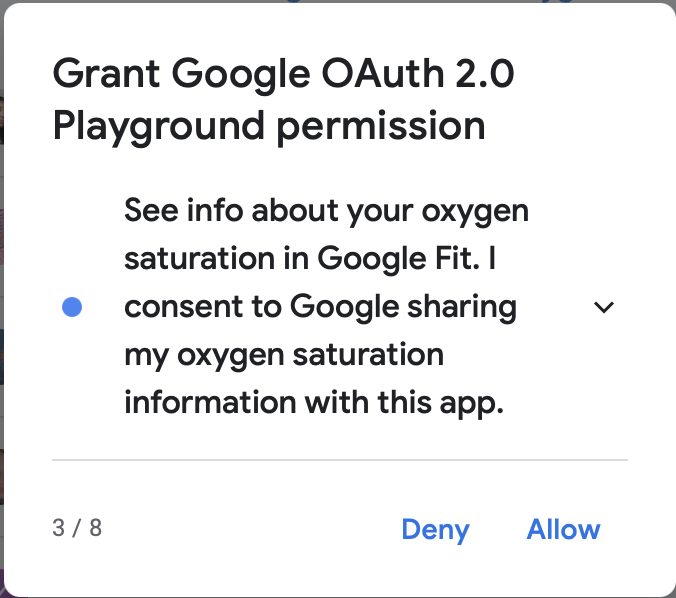 Grant Google OAuth 2.0
Playground permission
See info about your oxygen
saturation in Google Fit. I
consent to Google sharing
my oxygen saturation
information with this app.
3 / 8
Deny
Allow